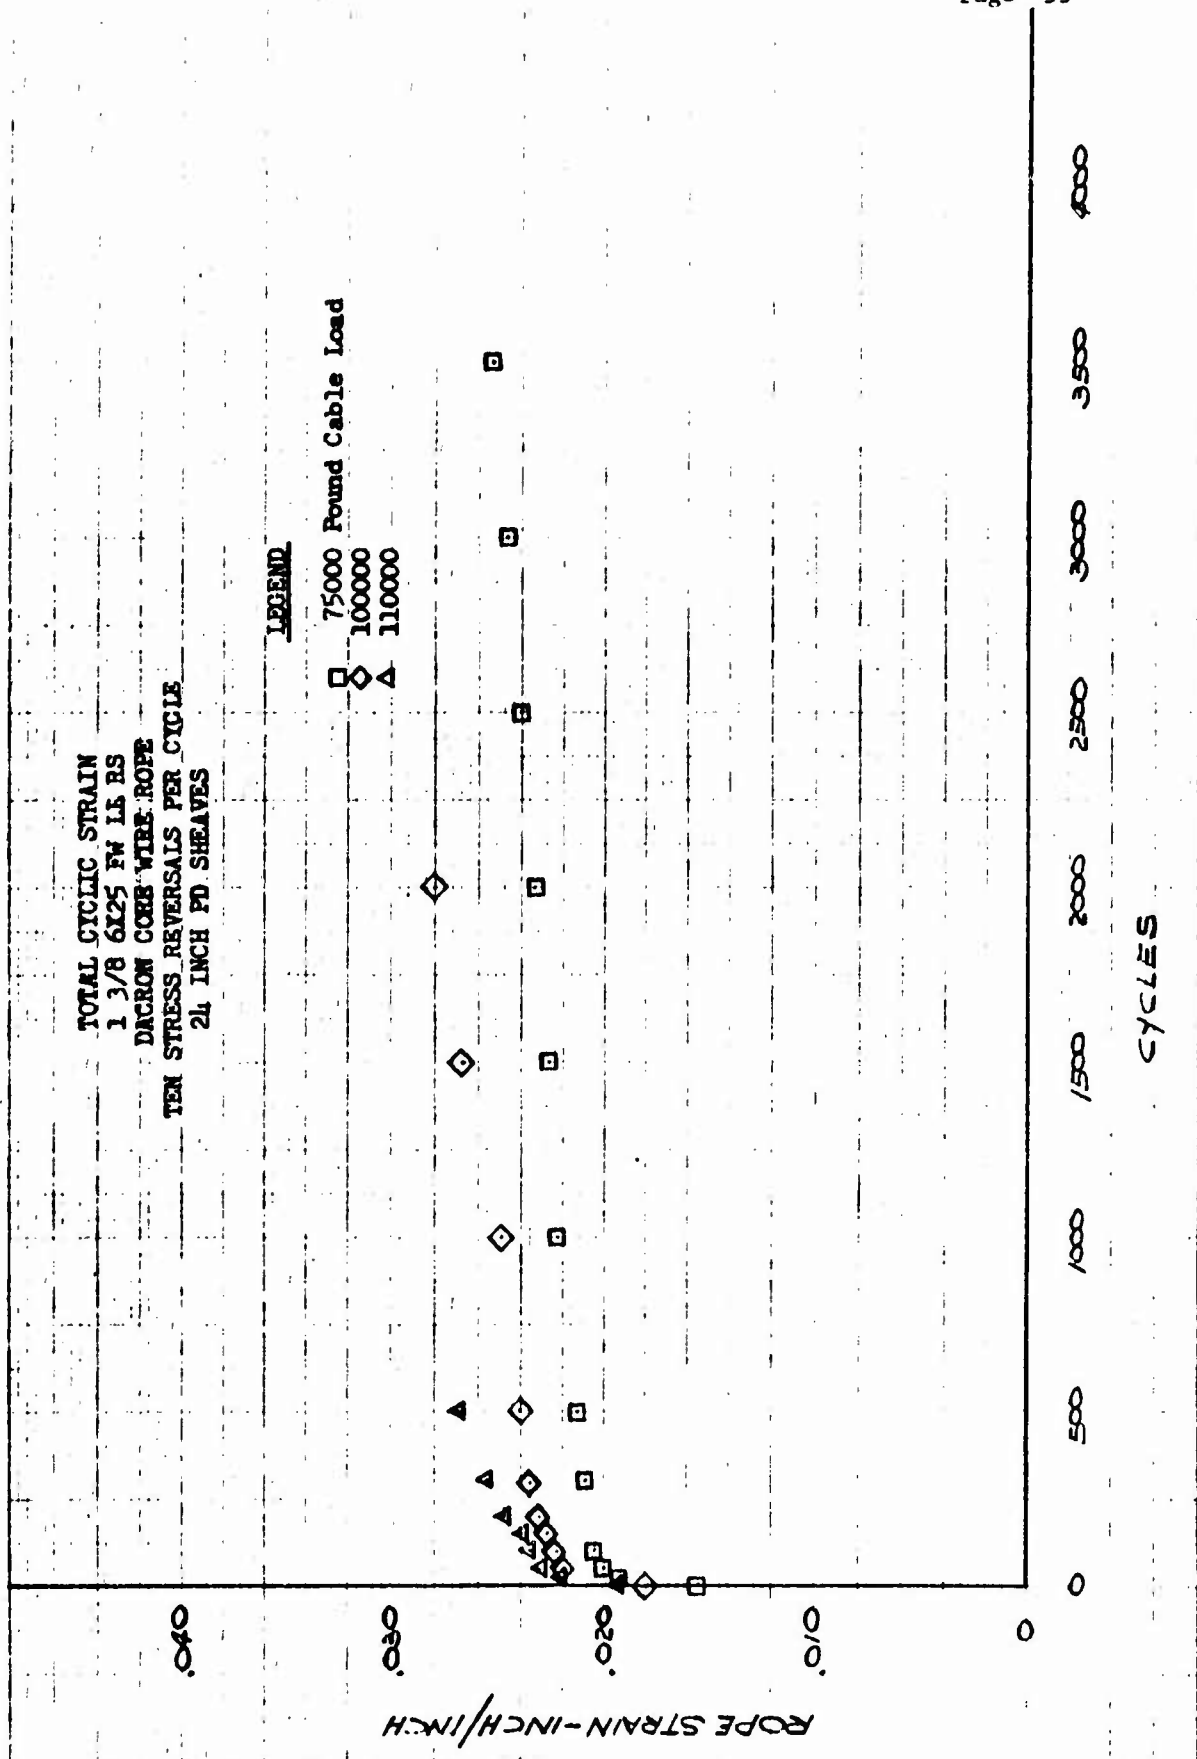 TOTAL CYCLIC STRAIN
1 3/8 6X25 FW LL RS
DACRON CORE WIRE ROPE
TEN STRESS REVERSALS PER CYCLE
24 INCH PD SHEAVES
LEGEND
75000 Pound Cable Load
100000
110000
ROPE STRAIN-INCH/INCH
.040
.030
.020
.010
0
0
500
1000
1500
2000
2500
3000
3500
4000
CYCLES